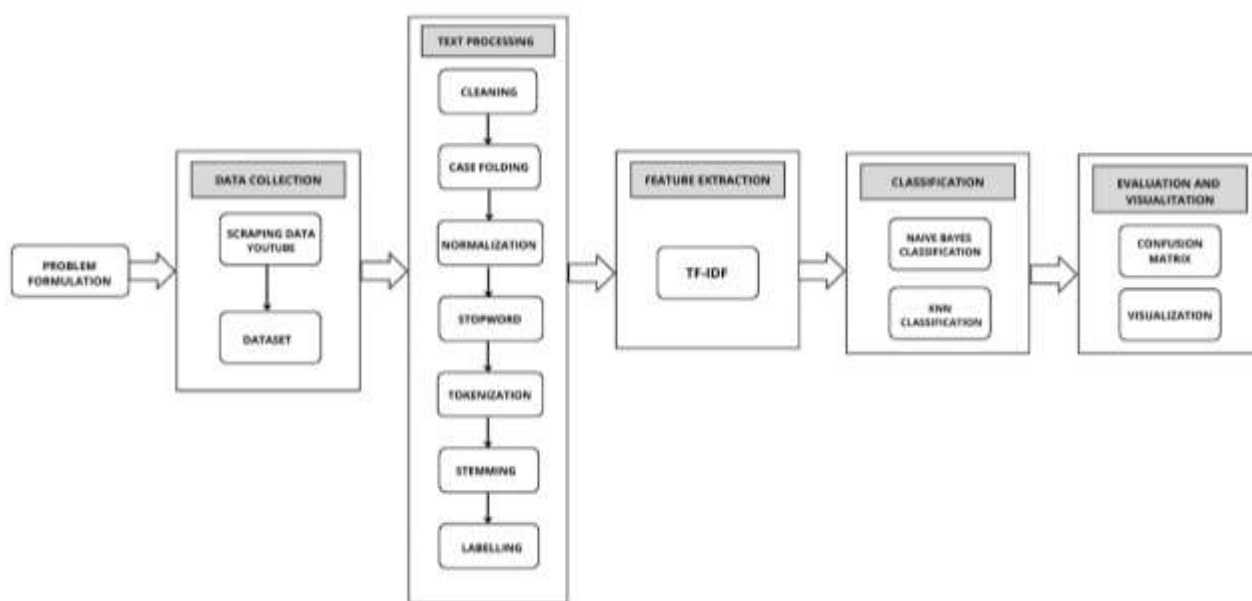 PROBLEM
FORMULATION
DATA COLLECTION
SCRAPING DATA
YOUTUBE
DATASET
TEXT PROCESSING
CLEANING
CASE FOLDING
NORMALIZATION
STOPWORD
TOKENIZATION
STEMMING
LABELLING
FEATURE EXTRACTION
TF-IDF
CLASSIFICATION
NAIVE BAYES
CLASSIFICATION
KNN
CLASSIFICATION
EVALUATION AND
VISUALITATION
CONFUSION
MATRIX
VISUALIZATION